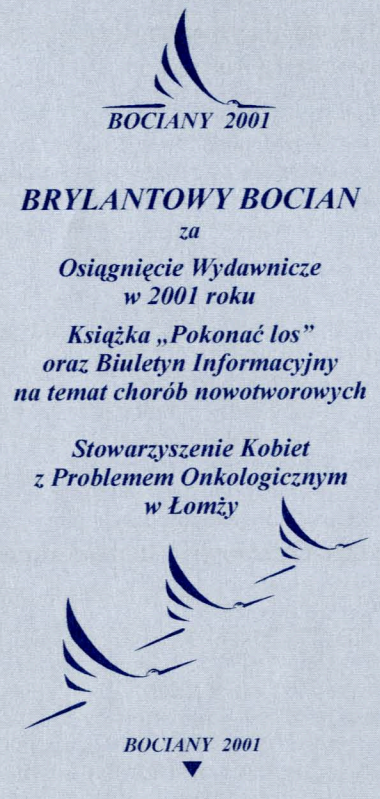 BOCIANY 2001
BRYLANTOWY BOCIAN
za
Osiągnięcie Wydawnicze
w 2001 roku
Książka „Pokonać los”
oraz Biuletyn Informacyjny
na temat chorób nowotworowych
Stowarzyszenie Kobiet
z Problemem Onkologicznym
w Łomży
BOCIANY 2001